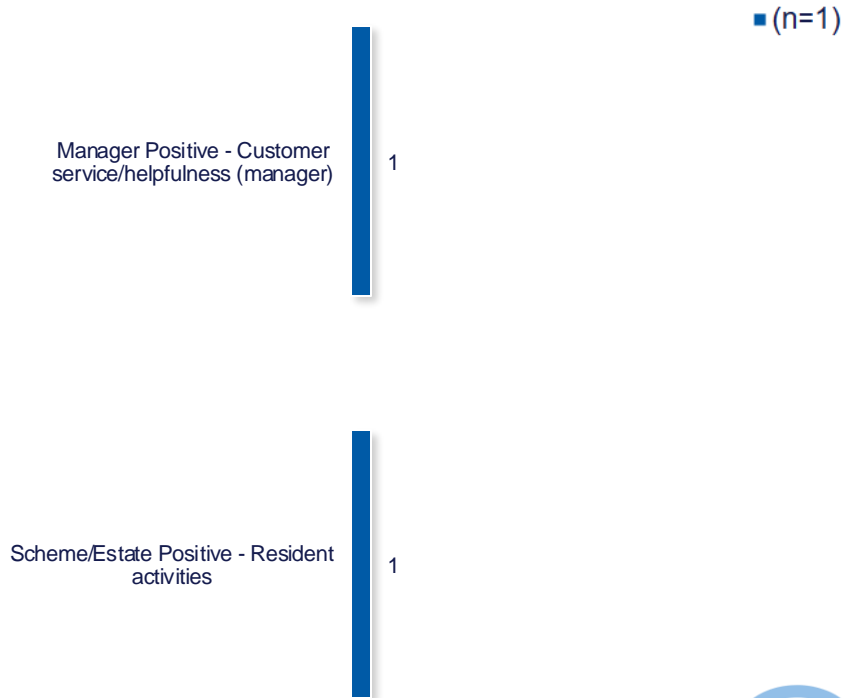 (n=1)
Manager Positive - Customer
service/helpfulness (manager)
1
Scheme/Estate Positive - Resident
activities
1